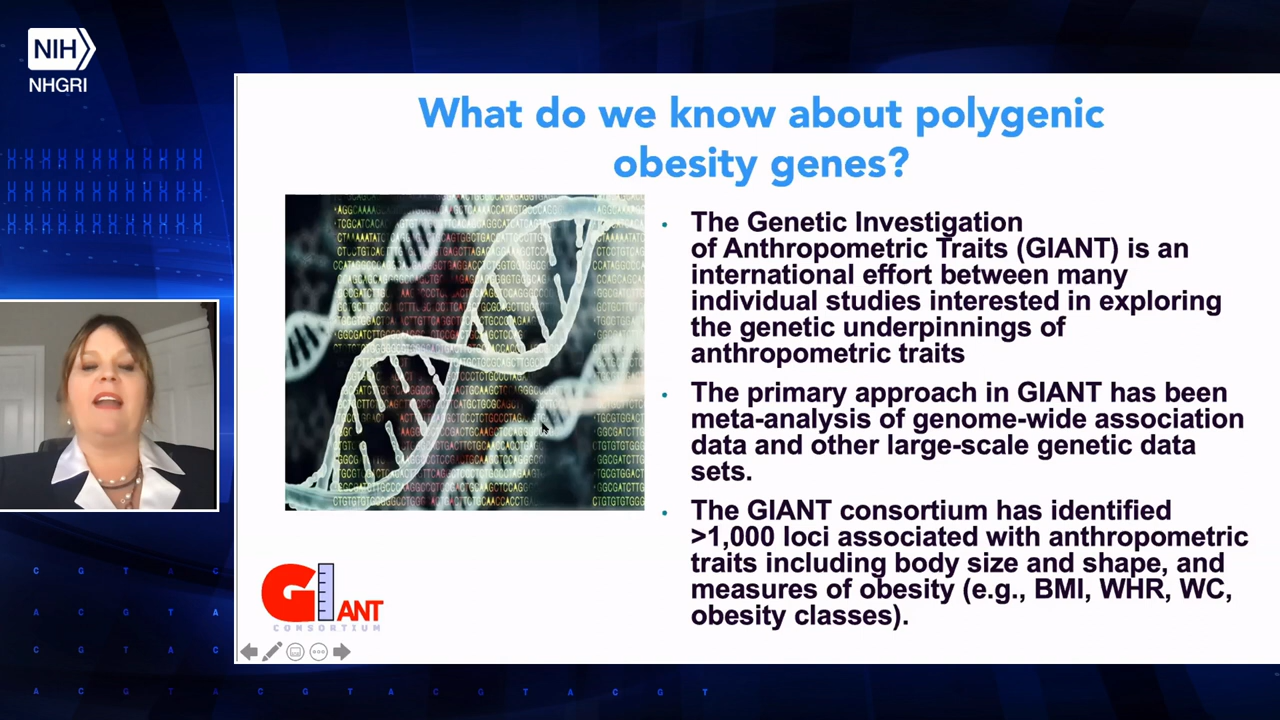 NIH
NHGRI
What do we know about polygenic
obesity genes?
• The Genetic Investigation
of Anthropometric Traits (GIANT) is an
international effort between many
individual studies interested in exploring
the genetic underpinnings of
anthropometric traits
• The primary approach in GIANT has been
meta-analysis of genome-wide association
data and other large-scale genetic data
sets.
• The GIANT consortium has identified
>1,000 loci associated with anthropometric
traits including body size and shape, and
measures of obesity (e.g., BMI, WHR, WC,
obesity classes).
GIANT
CONSORTIUM
C G T A C
A C G T A
C G T A C
A C G T A C G T A C G T A C G T